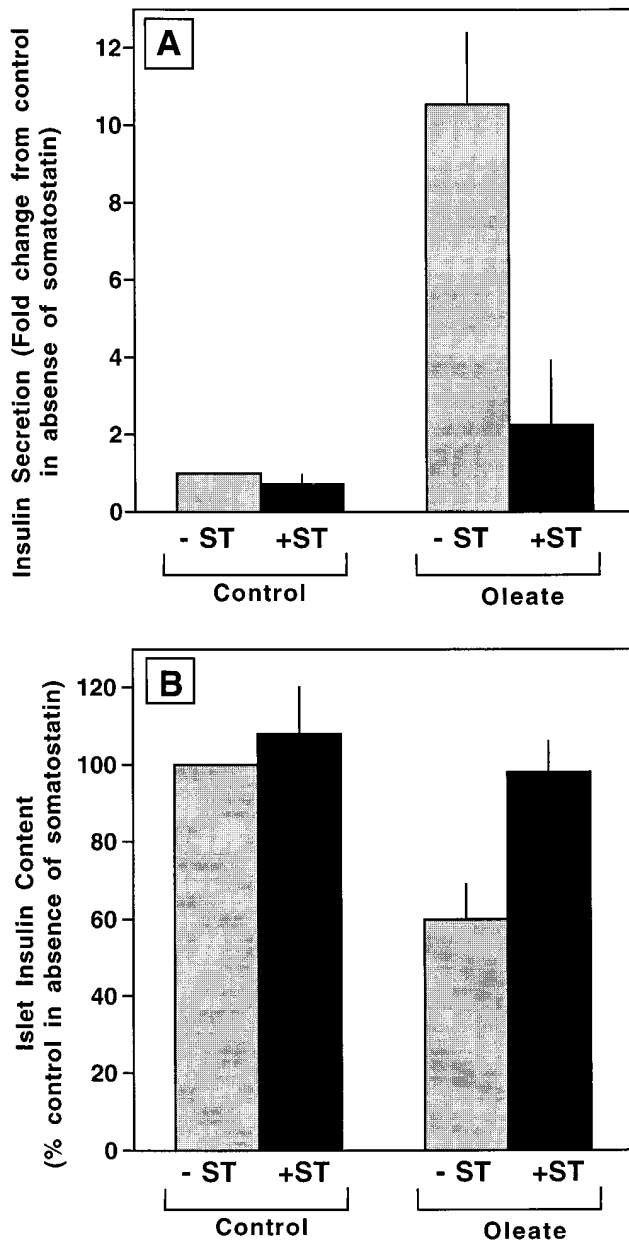 A
Insulin Secretion (Fold change from control
in absense of somatostatin)
12
10
8
6
4
2
0
- ST +ST - ST +ST
Control Oleate
B
Islet Insulin Content
(% control in absence of somatostatin)
120
100
80
60
40
20
0
- ST +ST - ST +ST
Control Oleate